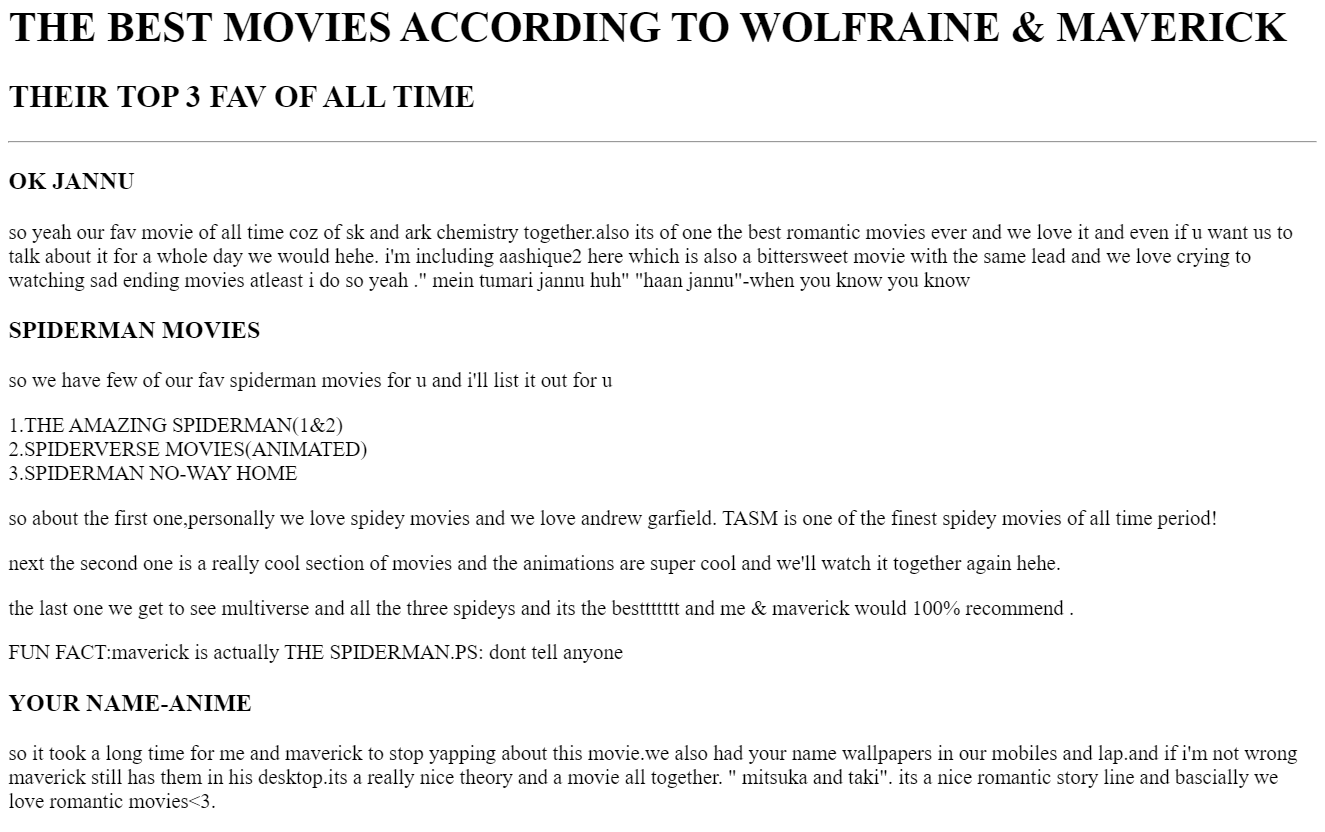 THE BEST MOVIES ACCORDING TO WOLFRAINE & MAVERICK
THEIR TOP 3 FAV OF ALL TIME
OK JANNU
so yeah our fav movie of all time coz of sk and ark chemistry together.also its of one the best romantic movies ever and we love it and even if u want us to
talk about it for a whole day we would hehe. i'm including aashique2 here which is also a bittersweet movie with the same lead and we love crying to
watching sad ending movies atleast i do so yeah ." mein tumari jannu huh" "haan jannu"-when you know you know
SPIDERMAN MOVIES
so we have few of our fav spiderman movies for u and i'll list it out for u
1.THE AMAZING SPIDERMAN(1&2)
2.SPIDERVERSE MOVIES(ANIMATED)
3.SPIDERMAN NO-WAY HOME
so about the first one,personally we love spidey movies and we love andrew garfield. TASM is one of the finest spidey movies of all time period!
next the second one is a really cool section of movies and the animations are super cool and we'll watch it together again hehe.
the last one we get to see multiverse and all the three spideys and its the besttttttt and me & maverick would 100% recommend .
FUN FACT:maverick is actually THE SPIDERMAN.PS: dont tell anyone
YOUR NAME-ANIME
so it took a long time for me and maverick to stop yapping about this movie.we also had your name wallpapers in our mobiles and lap.and if i'm not wrong
maverick still has them in his desktop.its a really nice theory and a movie all together. " mitsuka and taki". its a nice romantic story line and bascially we
love romantic movies<3.